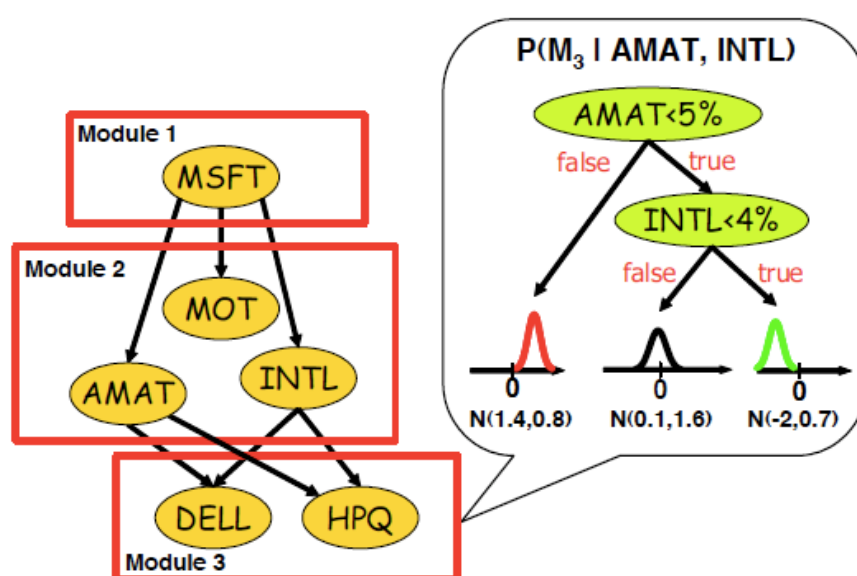 P(M3 | AMAT, INTL)
AMAT<5%
false true
INTL<4%
false true
0 0 0
N(1.4,0.8) N(0.1,1.6) N(-2,0.7)
Module 1
MSFT
Module 2
MOT
AMAT INTL
DELL HPQ
Module 3